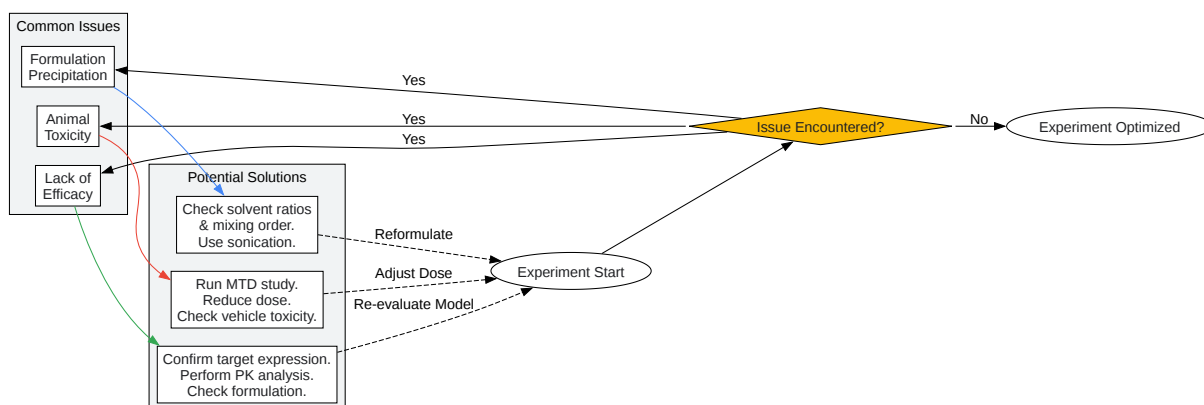 Common Issues
Formulation
Precipitation
Animal
Toxicity
Lack of
Efficacy
Yes
Yes
Yes
Issue Encountered?
No
Experiment Optimized
Potential Solutions
Check solvent ratios
& mixing order.
Use sonication.
Run MTD study.
Reduce dose.
Check vehicle toxicity.
Confirm target expression.
Perform PK analysis.
Check formulation.
Reformulate
Adjust Dose
Re-evaluate Model
Experiment Start